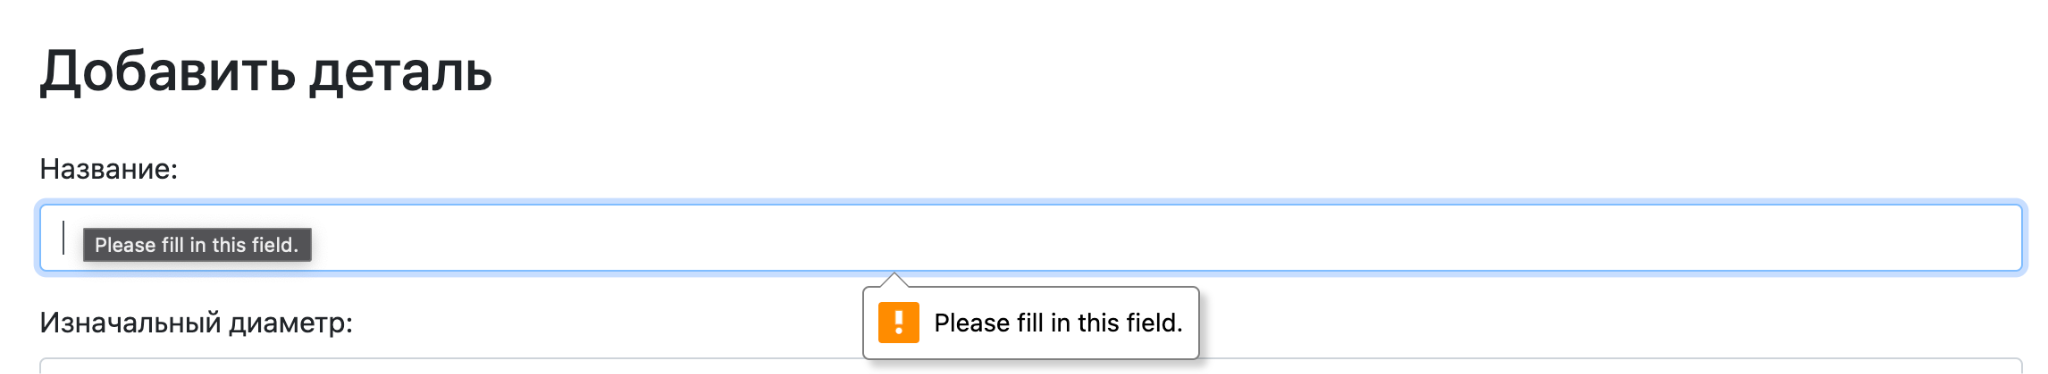 Добавить деталь
Название:
Please fill in this field.
Please fill in this field.
Изначальный диаметр: